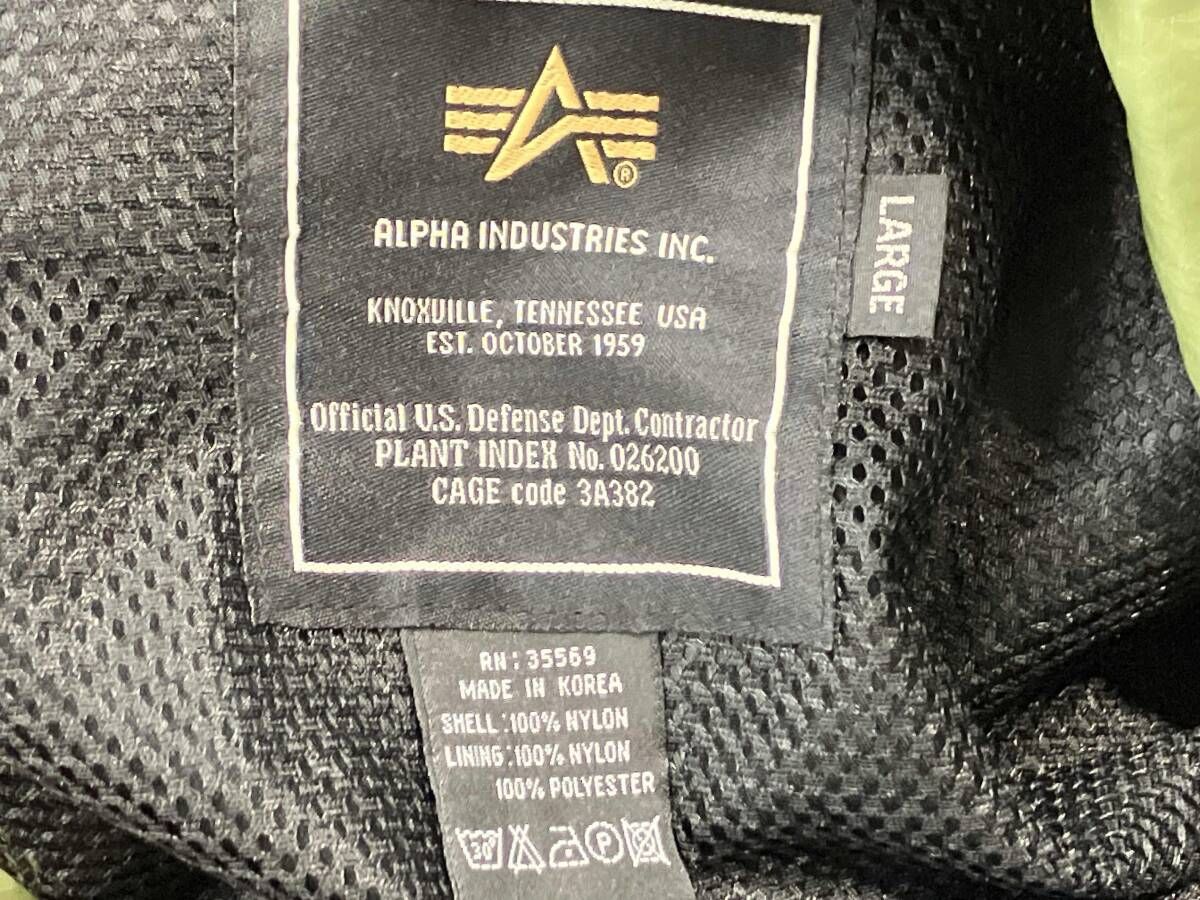 ®
ALPHA INDUSTRIES INC.
KNOXVILLE, TENNESSEE USA
EST. OCTOBER 1959
Official U.S. Defense Dept. Contractor
PLANT INDEX No. 026200
CAGE code 3A382
LARGE
RN: 35569
MADE IN KOREA
SHELL: 100% NYLON
LINING: 100% NYLON
100% POLYESTER
30° P